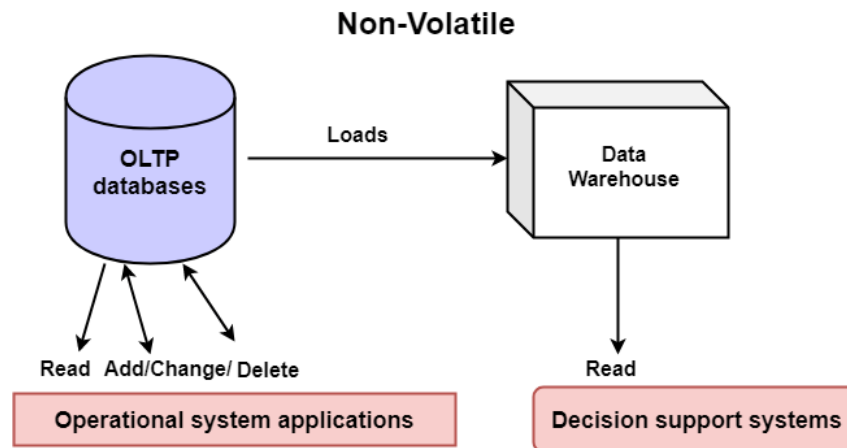 Non-Volatile
OLTP
databases
Loads
Data
Warehouse
Read Add/Change/ Delete
Read
Operational system applications
Decision support systems